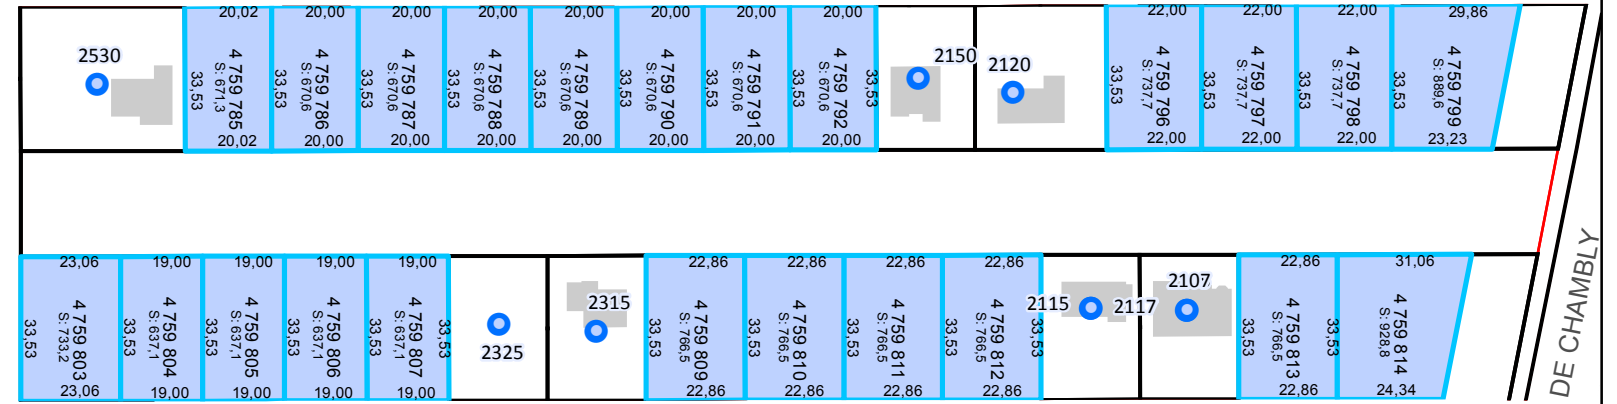 20,02
20,00
20,00
20,00
20,00
20,00
20,00
20,00
22,00
22,00
22,00
29,86
2530
33,53
4 759 785
S: 671,3
33,53
4 759 786
S: 670,6
33,53
4 759 787
S: 670,6
33,53
4 759 788
S: 670,6
33,53
4 759 789
S: 670,6
33,53
4 759 790
S: 670,6
33,53
4 759 791
S: 670,6
33,53
4 759 792
S: 670,6
33,53
2150
2120
33,53
4 759 796
S: 737,7
33,53
4 759 797
S: 737,7
33,53
4 759 798
S: 737,7
33,53
4 759 799
S: 889,6
20,02
20,00
20,00
20,00
20,00
20,00
20,00
20,00
22,00
22,00
22,00
23,23
23,06
19,00
19,00
19,00
19,00
22,86
22,86
22,86
22,86
22,86
31,06
33,53
4 759 803
S: 733,2
33,53
4 759 804
S: 637,1
33,53
4 759 805
S: 637,1
33,53
4 759 806
S: 637,1
33,53
4 759 807
S: 637,1
33,53
2325
2315
33,53
4 759 809
S: 766,5
33,53
4 759 810
S: 766,5
33,53
4 759 811
S: 766,5
33,53
4 759 812
S: 766,5
33,53
2115
2117
2107
33,53
4 759 813
S: 766,5
33,53
4 759 814
S: 928,8
23,06
19,00
19,00
19,00
19,00
22,86
22,86
22,86
22,86
22,86
24,34
DE CHAMBLY